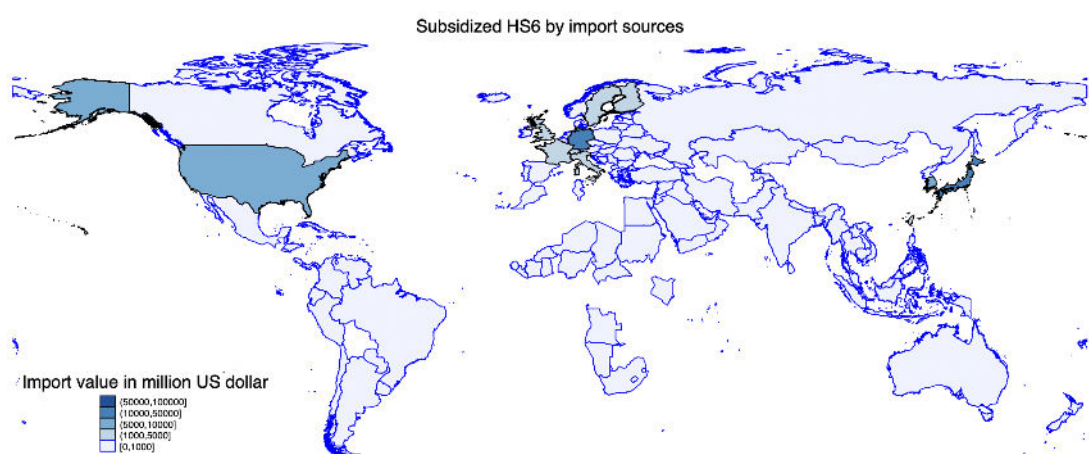 Subsidized HS6 by import sources
Import value in million US dollar
(50000,100000]
(10000,50000]
(5000,10000]
(1000,5000]
[0,1000]